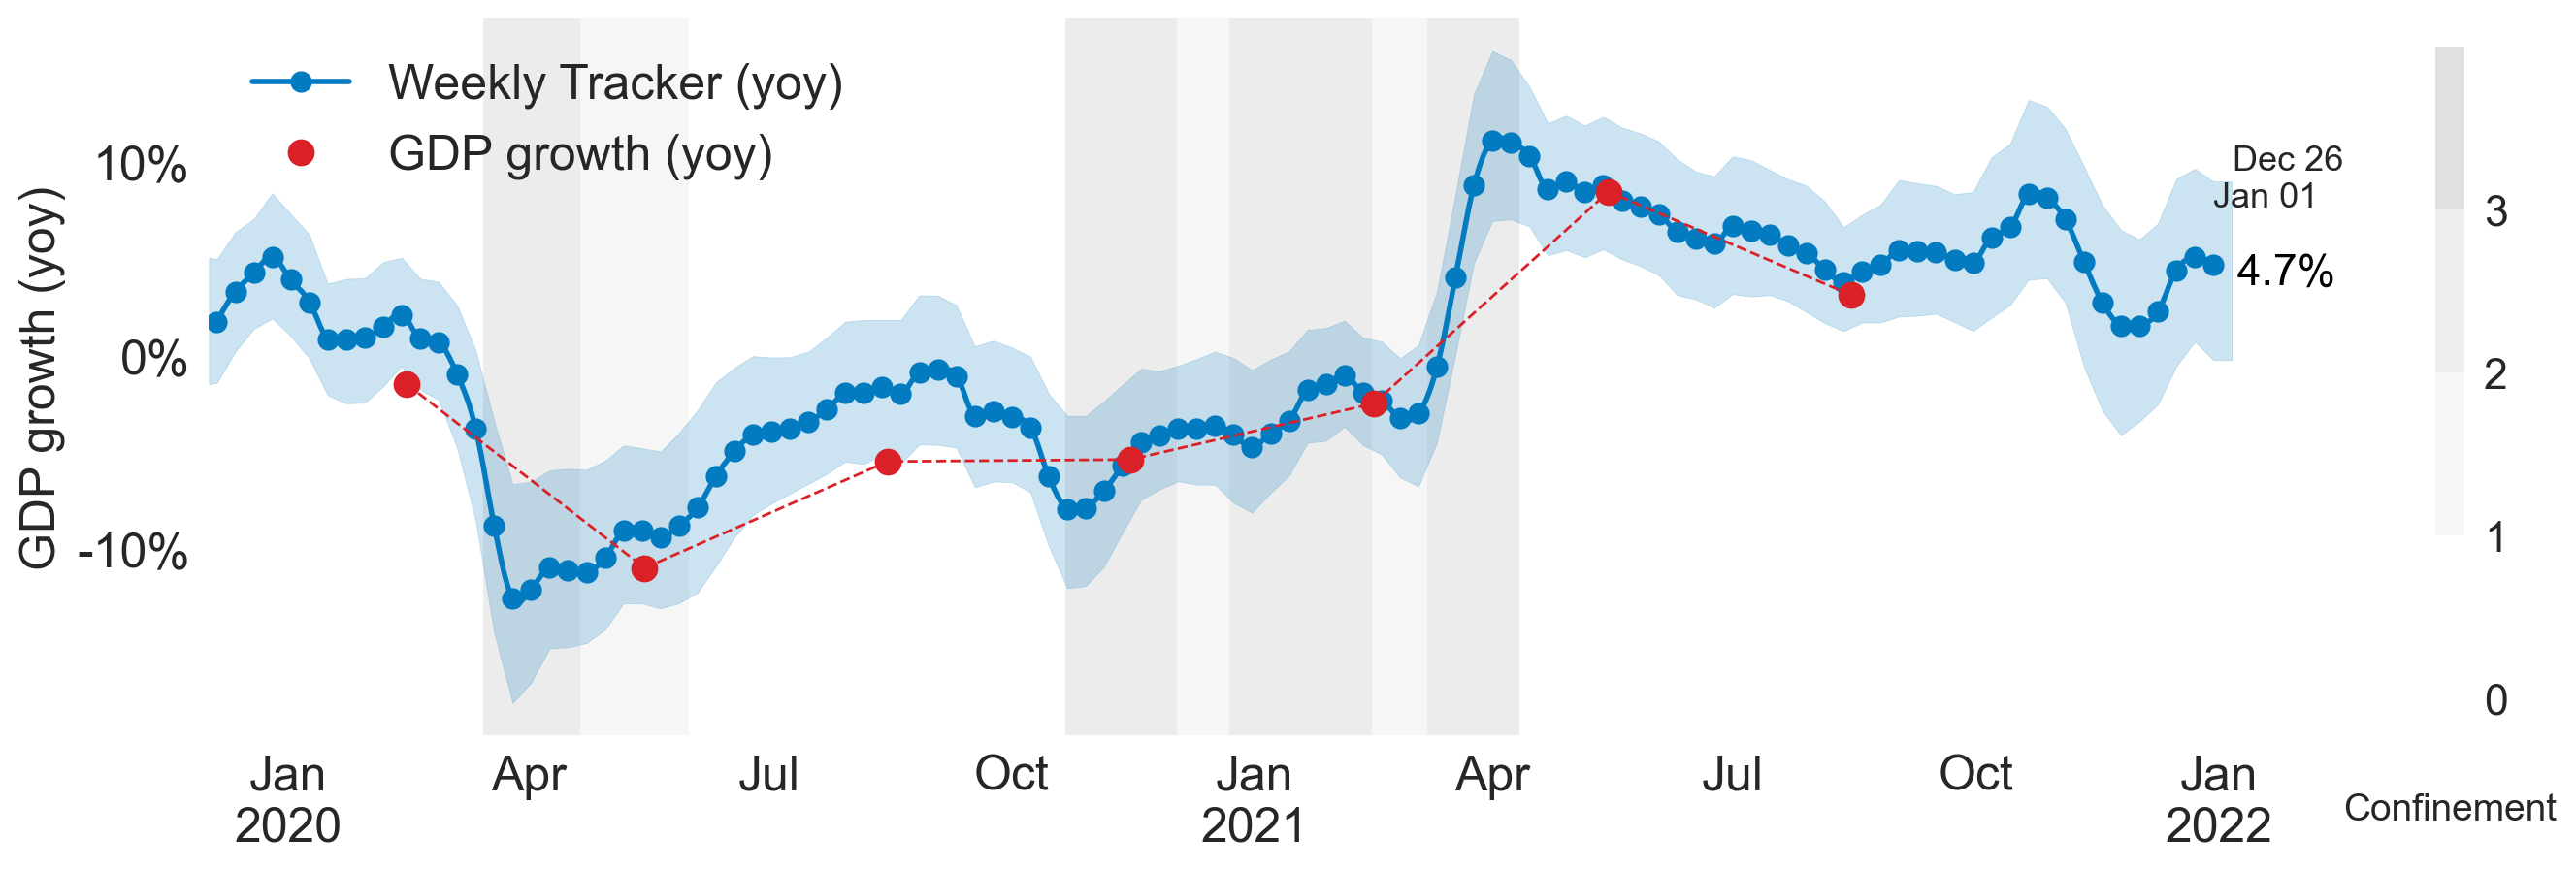 Weekly Tracker (yoy)
GDP growth (yoy)
GDP growth (yoy)
10%
0%
-10%
Dec 26
Jan 01
4.7%
3
2
1
0
Jan
2020
Apr
Jul
Oct
Jan
2021
Apr
Jul
Oct
Jan
2022
Confinement